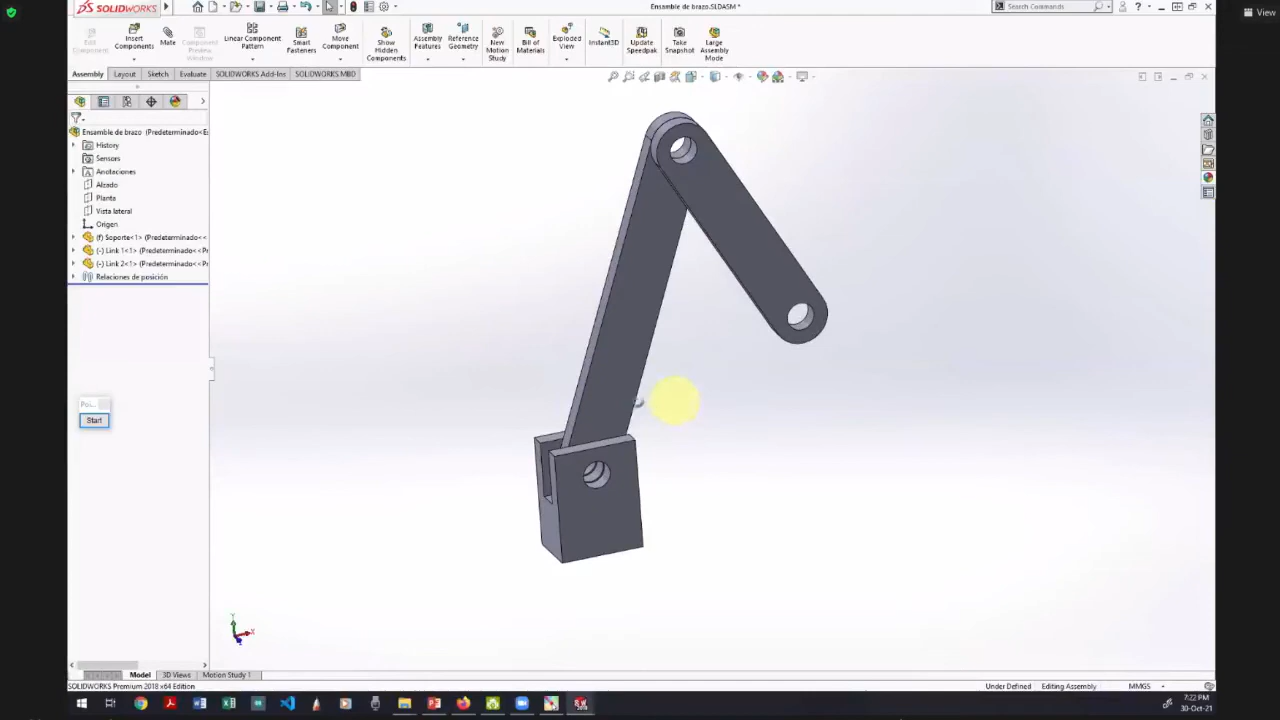 SOLIDWORKS
Ensamble de brazo.SLDASM *
Search Commands
View
Edit Component
Insert Components
Mate
Component Preview Window
Linear Component Pattern
Smart Fasteners
Move Component
Show Hidden Components
Assembly Features
Reference Geometry
New Motion Study
Bill of Materials
Exploded View
Instant3D
Update Speedpak
Take Snapshot
Large Assembly Mode
Assembly
Layout
Sketch
Evaluate
SOLIDWORKS Add-Ins
SOLIDWORKS MBD
Ensamble de brazo (Predeterminado<E
History
Sensors
Anotaciones
Alzado
Planta
Vista lateral
Origen
(f) Soporte<1> (Predeterminado<<
(-) Link 1<1> (Predeterminado<<Pr
(-) Link 2<1> (Predeterminado<<Pr
Relaciones de posición
Poi...
Start
Y
X
Z
Model
3D Views
Motion Study 1
SOLIDWORKS Premium 2018 x64 Edition
Under Defined
Editing Assembly
MMGS
7:22 PM
30-Oct-21